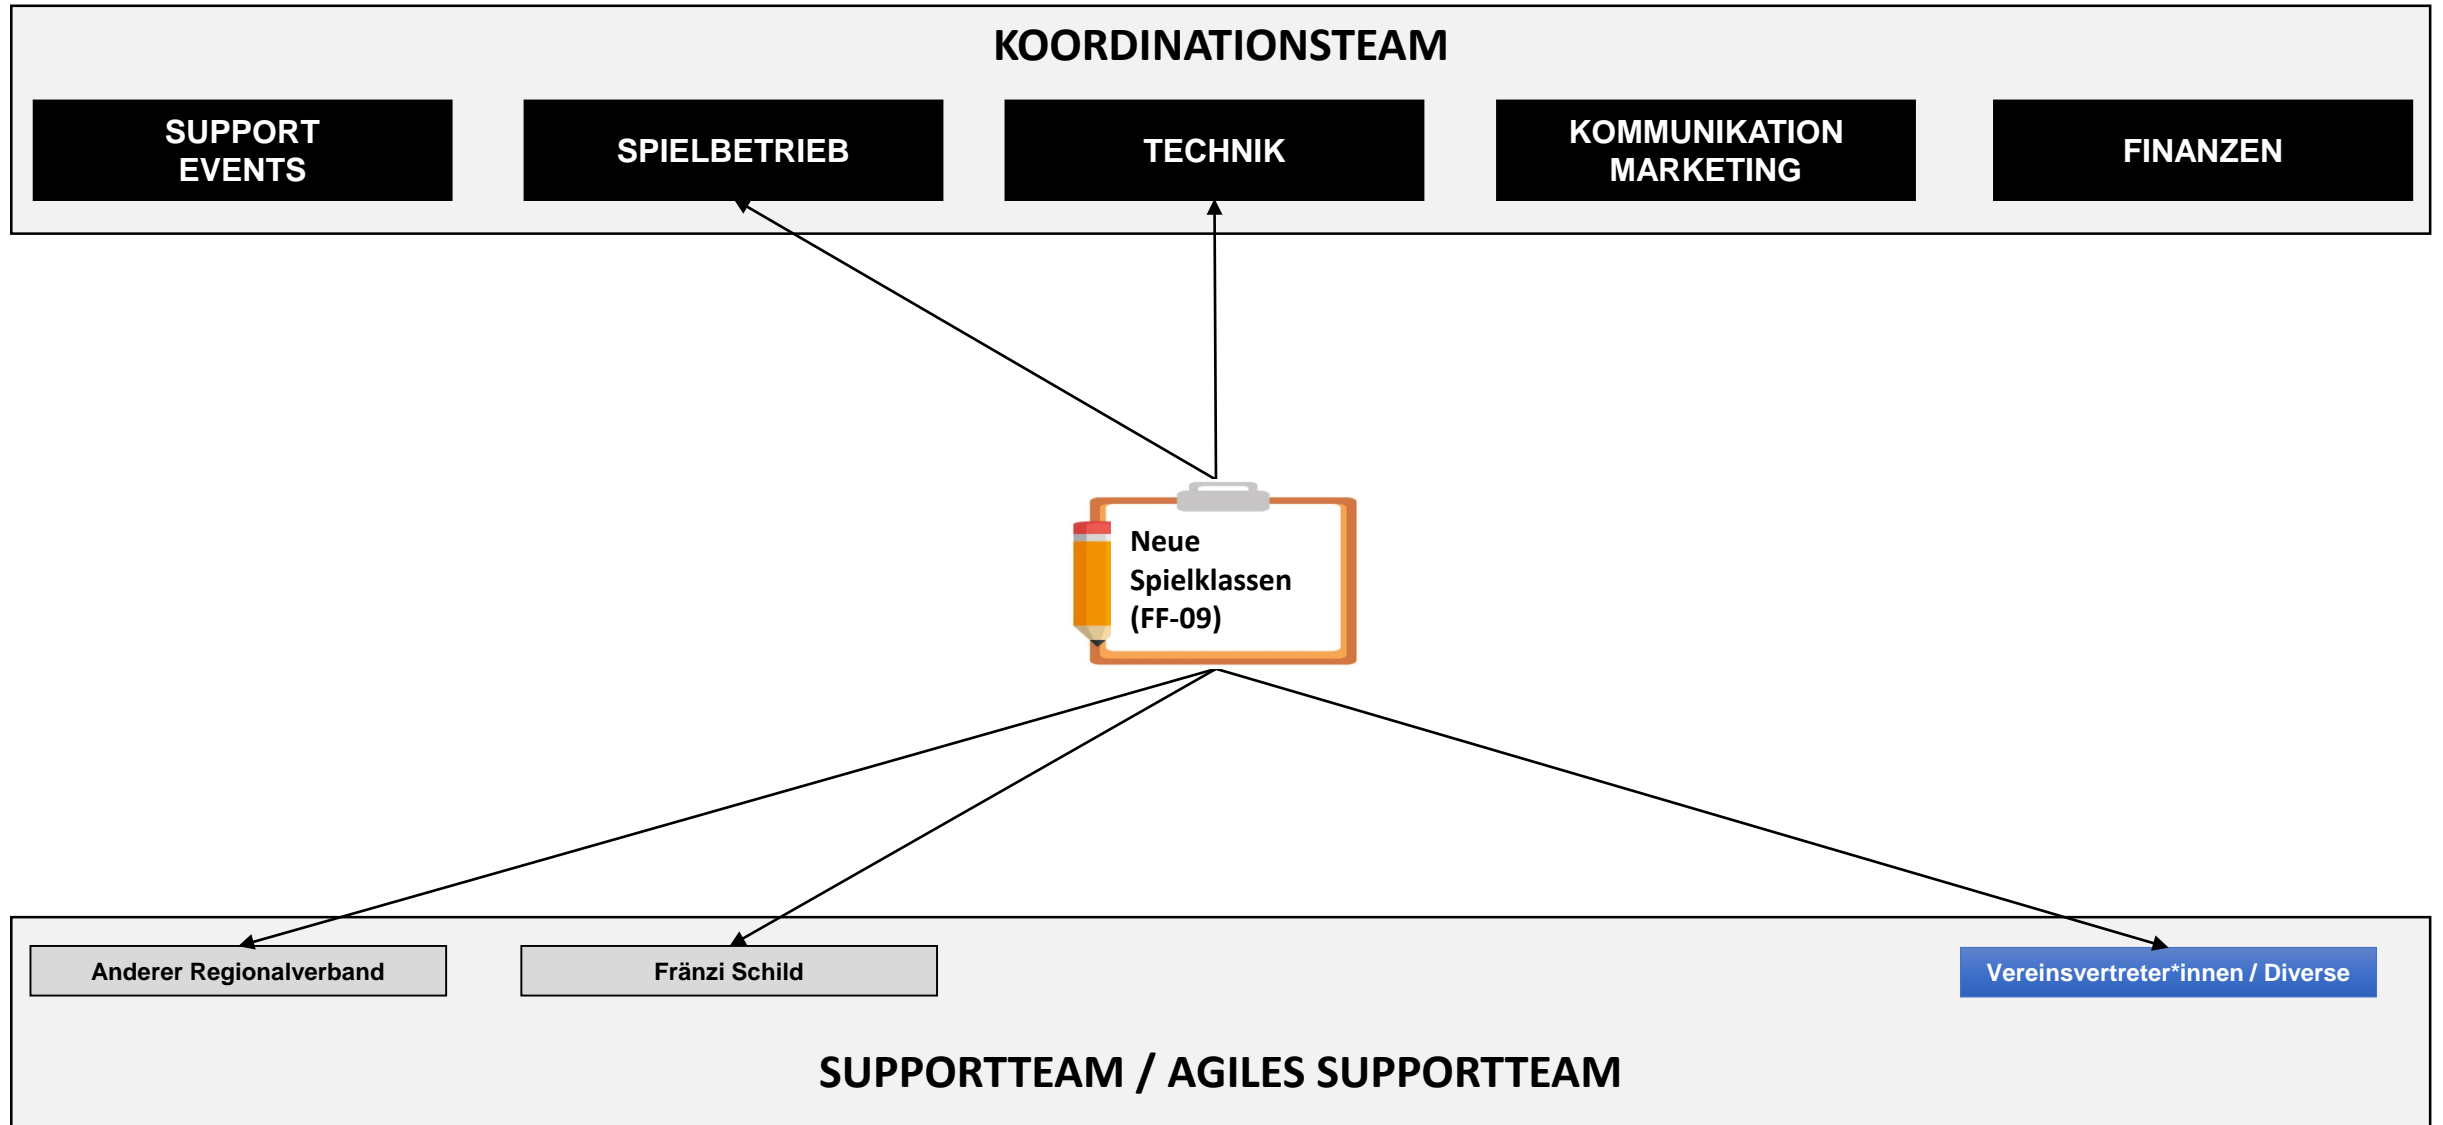 KOORDINATIONSTEAM
SUPPORT
EVENTS
SPIELBETRIEB
TECHNIK
KOMMUNIKATION
MARKETING
FINANZEN
Neue
Spielklassen
(FF-09)
Anderer Regionalverband
Fränzi Schild
Vereinsvertreter*innen / Diverse
SUPPORTTEAM / AGILES SUPPORTTEAM